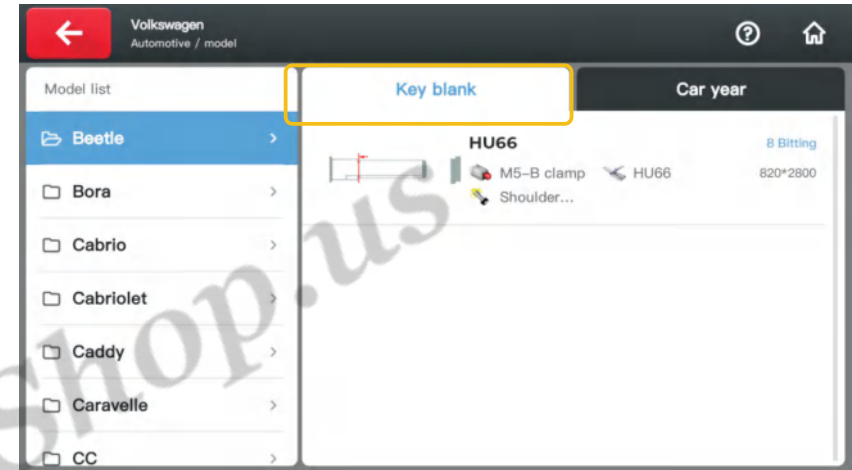 Volkswagen
Automotive / model
Model list
Key blank
Car year
Beetle
HU66
8 Bitting
M5-B clamp
HU66
820*2800
Shoulder...
Bora
Cabrio
Cabriolet
Caddy
Caravelle
CC
shop.us